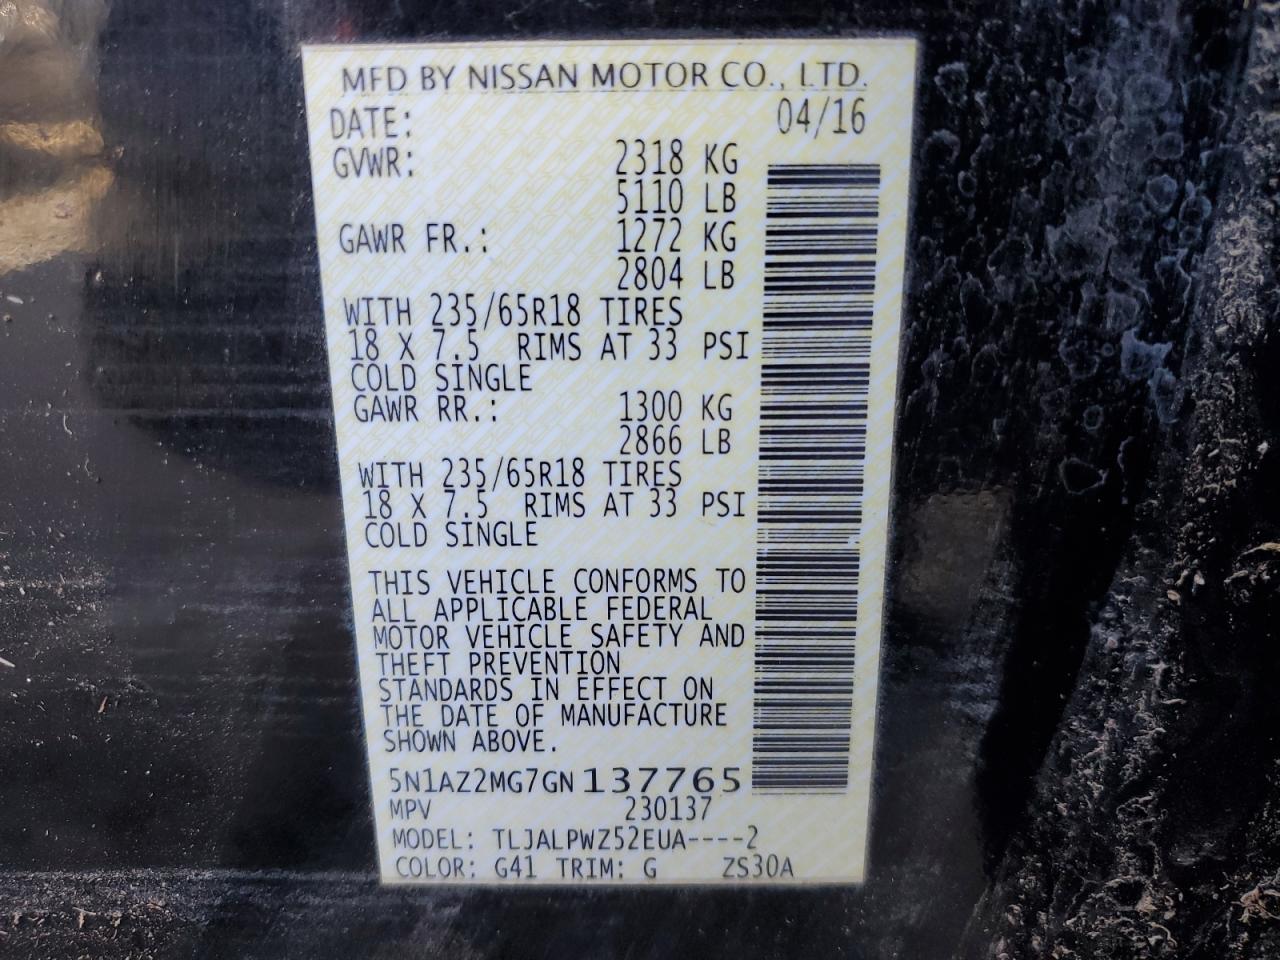 MFD BY NISSAN MOTOR CO., LTD.
DATE: 04/16
GVWR: 2318 KG
5110 LB
GAWR FR.: 1272 KG
2804 LB
WITH 235/65R18 TIRES
18 X 7.5 RIMS AT 33 PSI
COLD SINGLE
GAWR RR.: 1300 KG
2866 LB
WITH 235/65R18 TIRES
18 X 7.5 RIMS AT 33 PSI
COLD SINGLE
THIS VEHICLE CONFORMS TO
ALL APPLICABLE FEDERAL
MOTOR VEHICLE SAFETY AND
THEFT PREVENTION
STANDARDS IN EFFECT ON
THE DATE OF MANUFACTURE
SHOWN ABOVE.
5N1AZ2MG7GN137765
MPV 230137
MODEL: TLJALPWZ52EUA----2
COLOR: G41 TRIM: G ZS30A